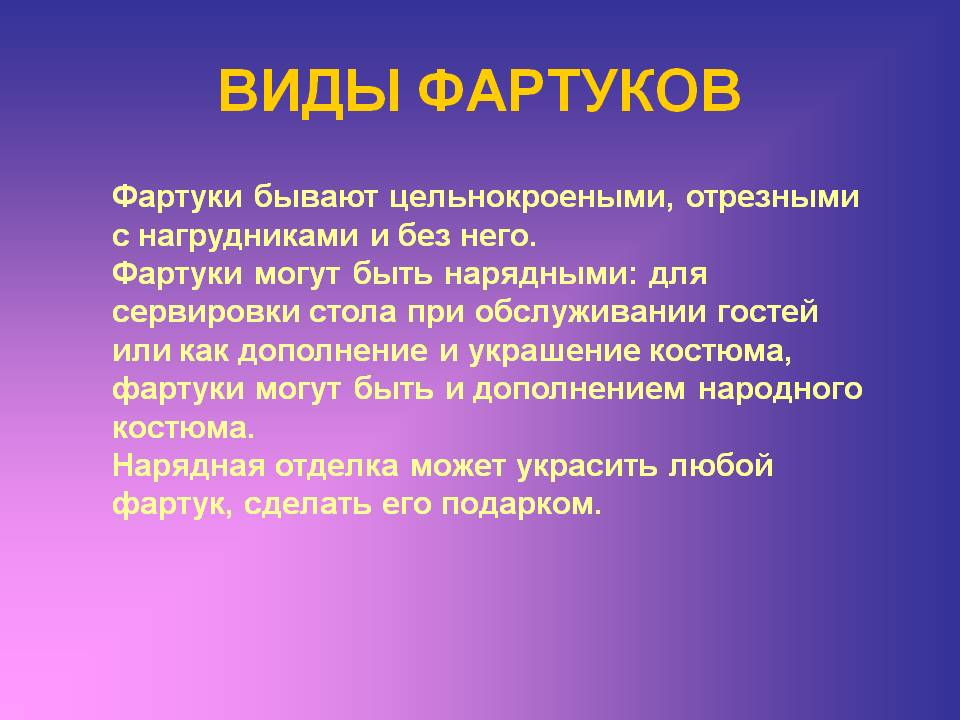 ВИДЫ ФАРТУКОВ
Фартуки бывают цельнокроеными, отрезными
с нагрудниками и без него.
Фартуки могут быть нарядными: для
сервировки стола при обслуживании гостей
или как дополнение и украшение костюма,
фартуки могут быть и дополнением народного
костюма.
Нарядная отделка может украсить любой
фартук, сделать его подарком.